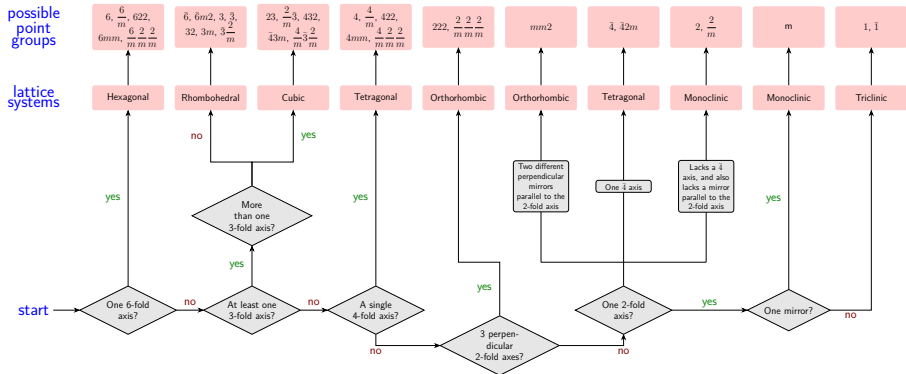 possible
point
groups
6, 6/m, 622,
6mm, 6/m 2/m 2/m
6̄, 6̄m2, 3, 3̄,
32, 3m, 3̄ 2/m
23, 2/m 3̄, 432,
4̄3m, 4/m 3̄ 2/m
4, 4/m, 422,
4mm, 4/m 2/m 2/m
222, 2/m 2/m 2/m
mm2
4̄, 4̄2m
2, 2/m
m
1, 1̄
lattice
systems
Hexagonal
Rhombohedral
Cubic
Tetragonal
Orthorhombic
Orthorhombic
Tetragonal
Monoclinic
Monoclinic
Triclinic
no
yes
Two different
perpendicular
mirrors
parallel to the
2-fold axis
One 4̄ axis
Lacks a 4̄
axis, and also
lacks a mirror
parallel to the
2-fold axis
yes
yes
yes
More
than one
3-fold axis?
yes
yes
start
One 6-fold
axis?
no
At least one
3-fold axis?
no
A single
4-fold axis?
no
3 perpen-
dicular
2-fold axes?
no
One 2-fold
axis?
yes
One mirror?
no